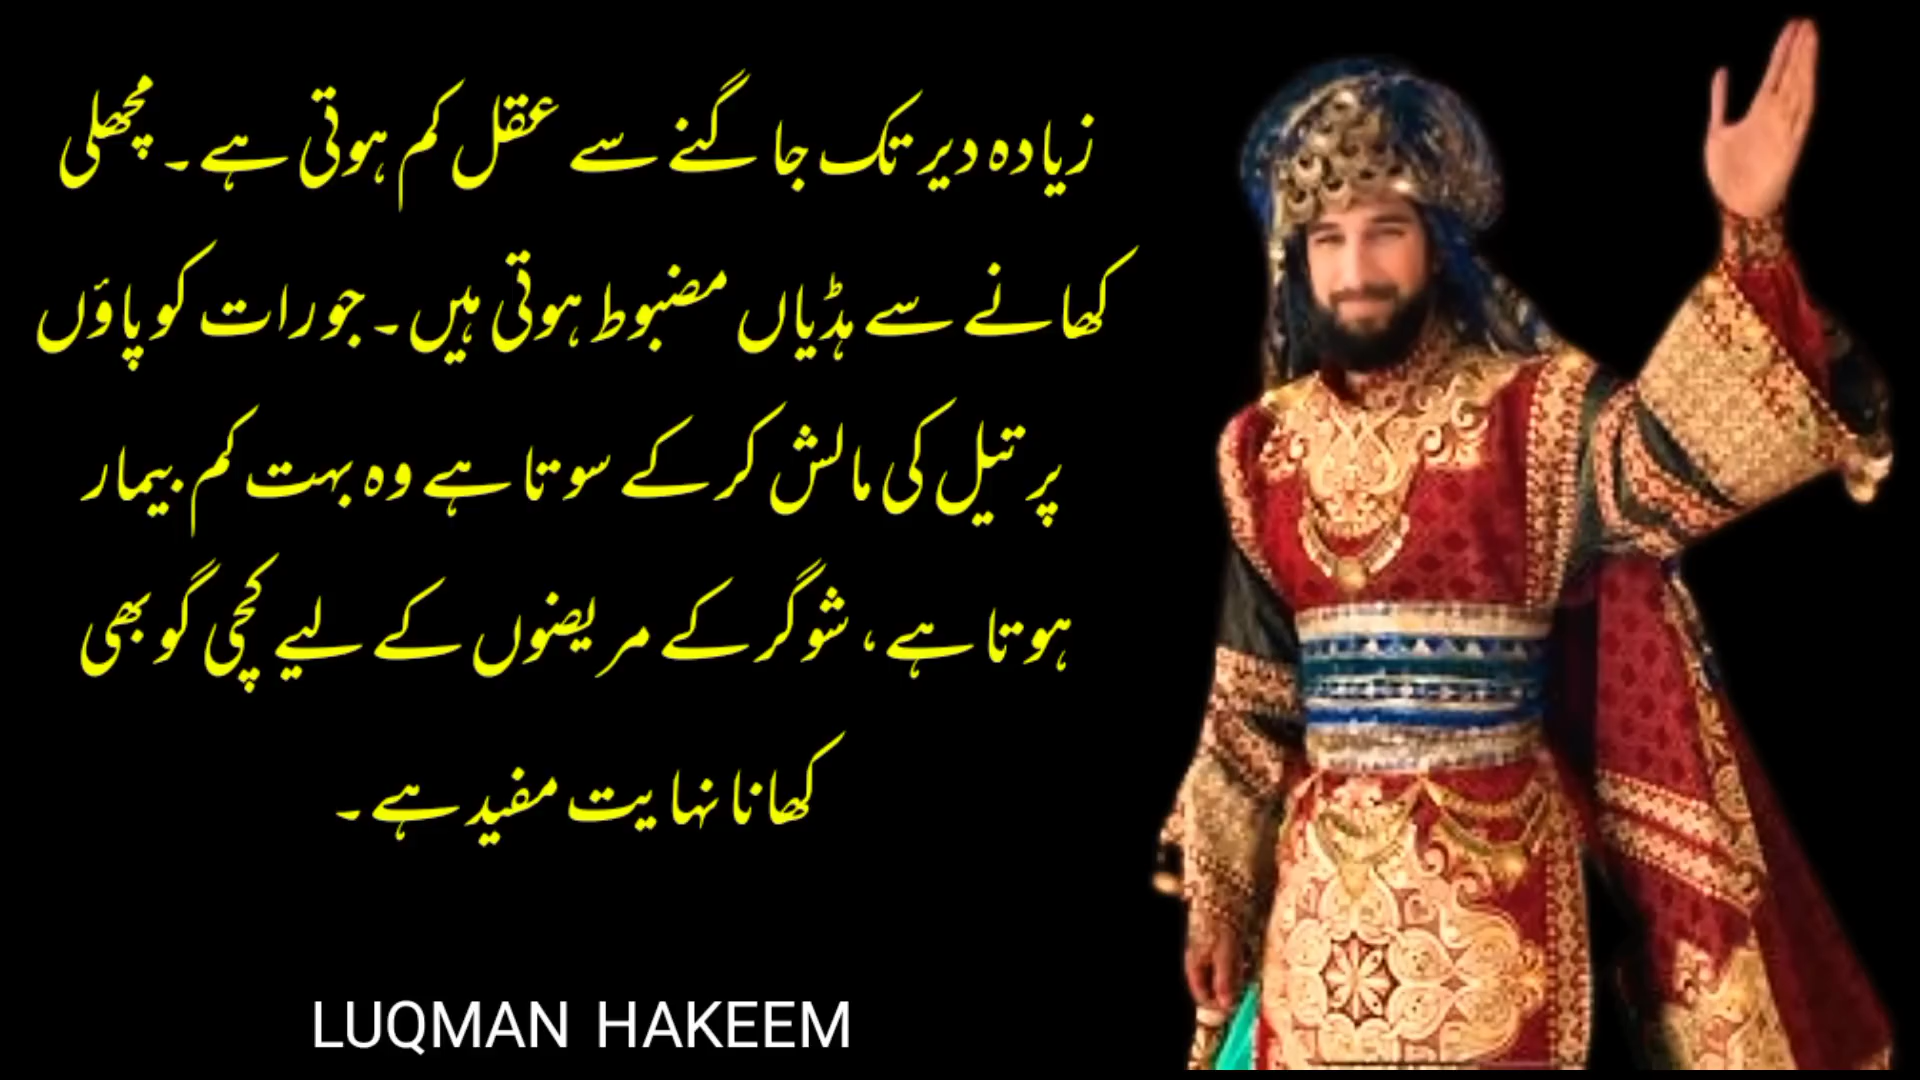 زیادہ دیر تک جاگنے سے عقل کم ہوتی ہے۔ مچھلی
کھانے سے ہڈیاں مضبوط ہوتی ہیں۔ جو رات کو پاؤں
پر تیل کی مالش کر کے سوتا ہے وہ بہت کم بیمار
ہوتا ہے، شوگر کے مریضوں کے لیے کچی گوبھی
کھانا نہایت مفید ہے۔
LUQMAN HAKEEM